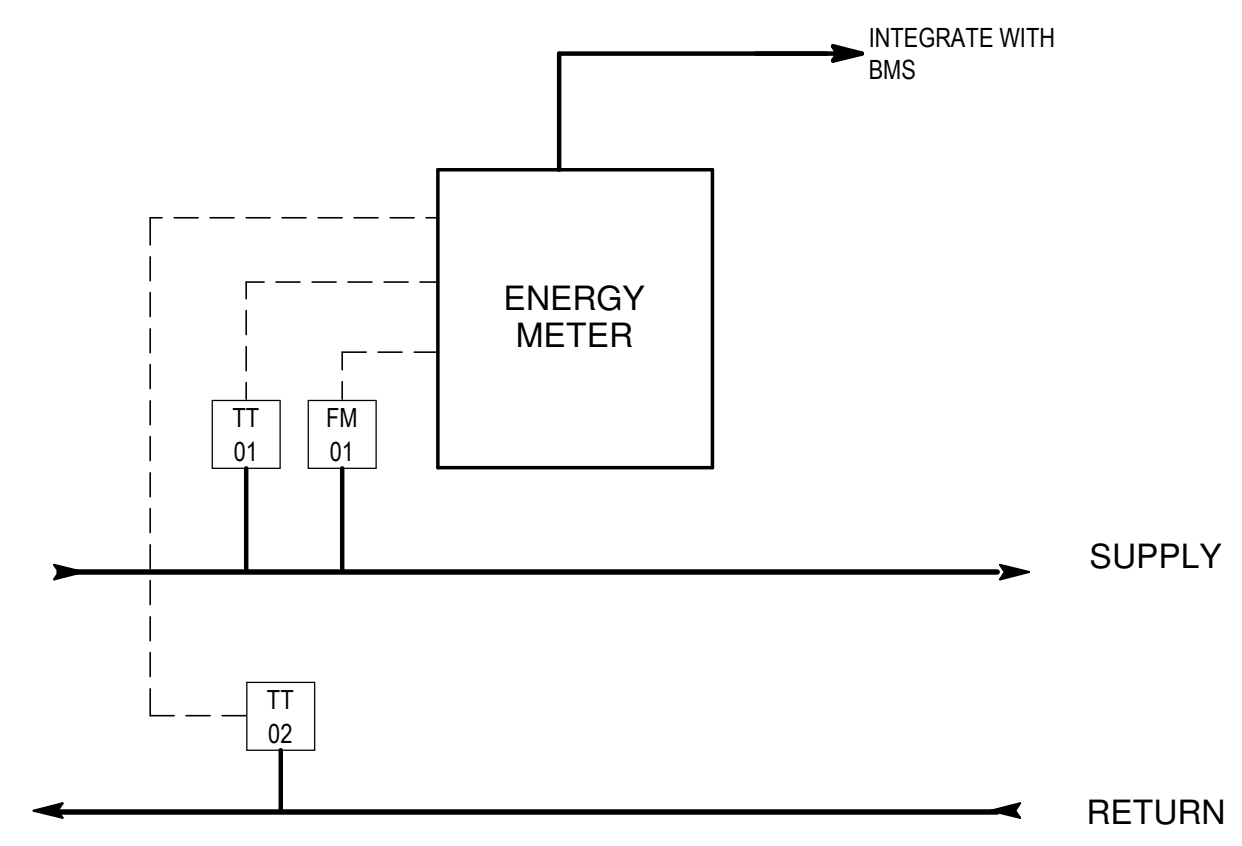 INTEGRATE WITH
BMS
ENERGY
METER
TT
01
FM
01
SUPPLY
TT
02
RETURN